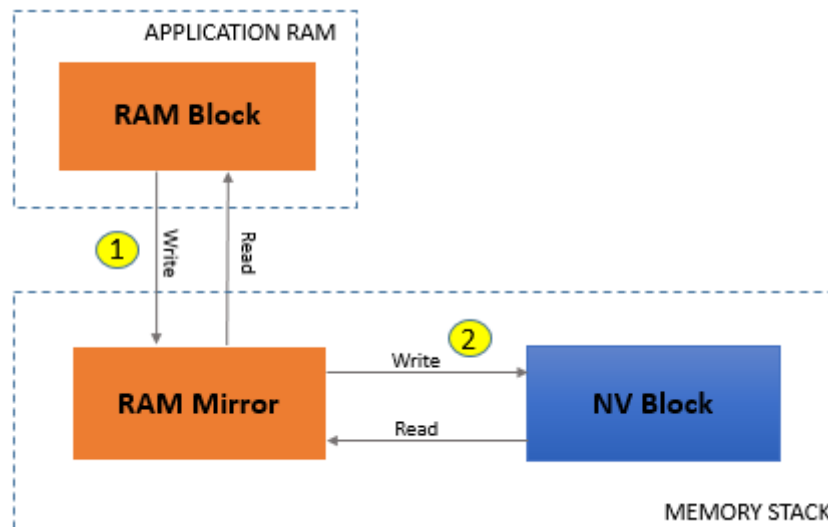 APPLICATION RAM
RAM Block
1
Write
Read
2
Write
RAM Mirror
NV Block
Read
MEMORY STACK